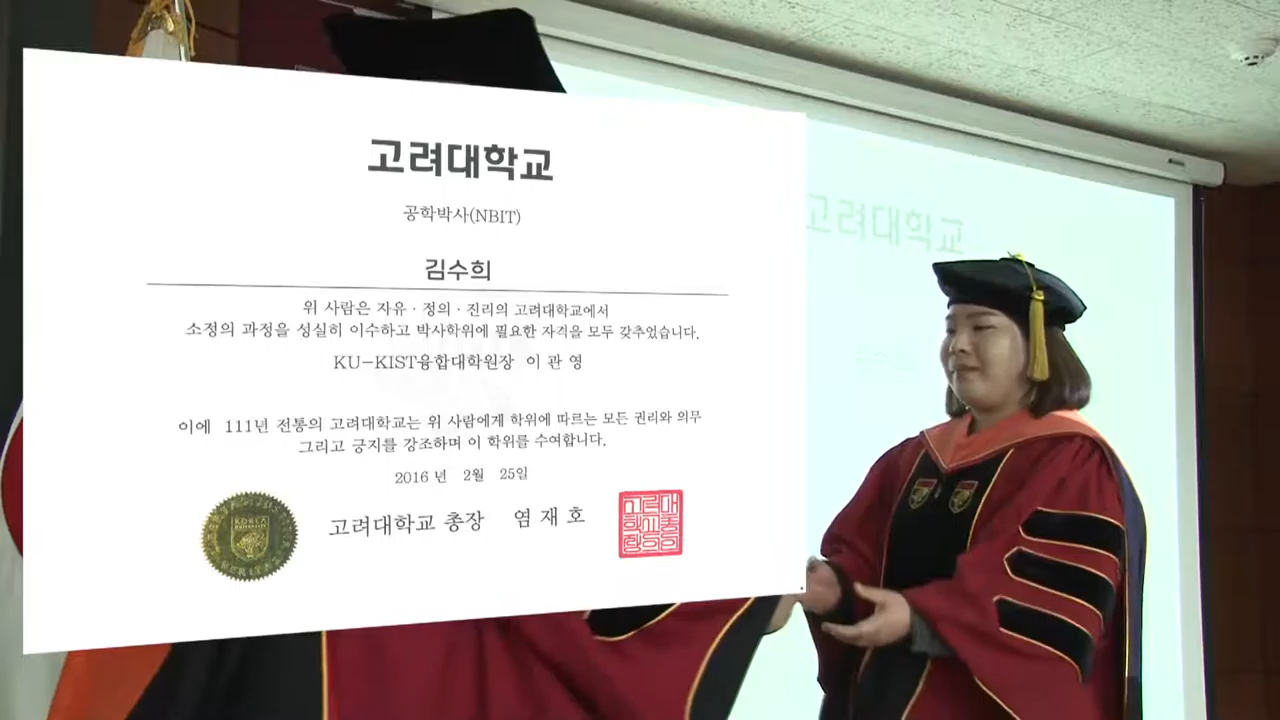 고려대학교
공학박사(NBIT)
김수희
위 사람은 자유 · 정의 · 진리의 고려대학교에서
소정의 과정을 성실히 이수하고 박사학위에 필요한 자격을 모두 갖추었습니다.
KU-KIST융합대학원장 이 관 영
이에 111년 전통의 고려대학교는 위 사람에게 학위에 따르는 모든 권리와 의무
그리고 긍지를 강조하며 이 학위를 수여합니다.
2016 년 2월 25일
고려대학교 총장 염 재 호
KOREA
고려대학교